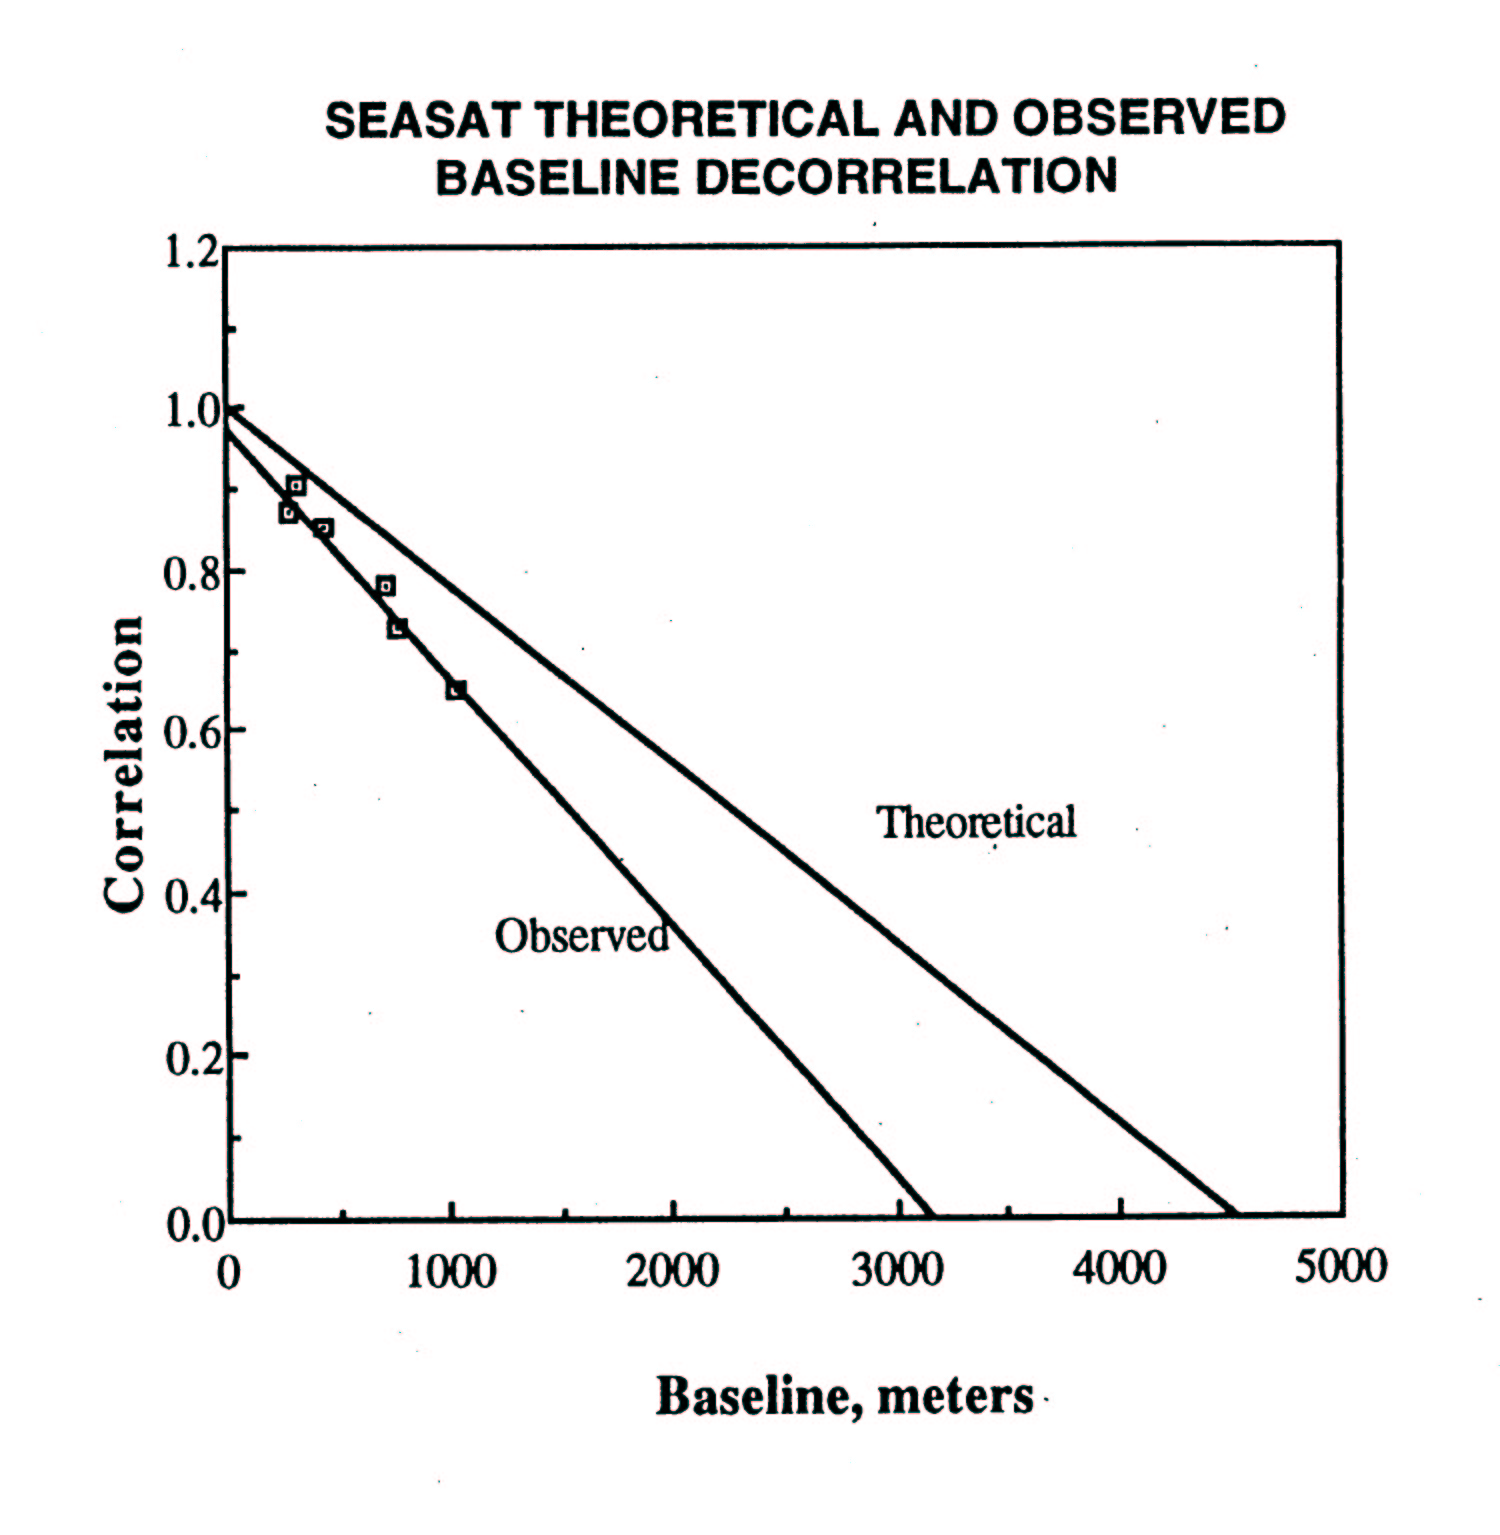 SEASAT THEORETICAL AND OBSERVED
BASELINE DECORRELATION
1.2
1.0
0.8
0.6
0.4
0.2
0.0
Correlation
Theoretical
Observed
0 1000 2000 3000 4000 5000
Baseline, meters